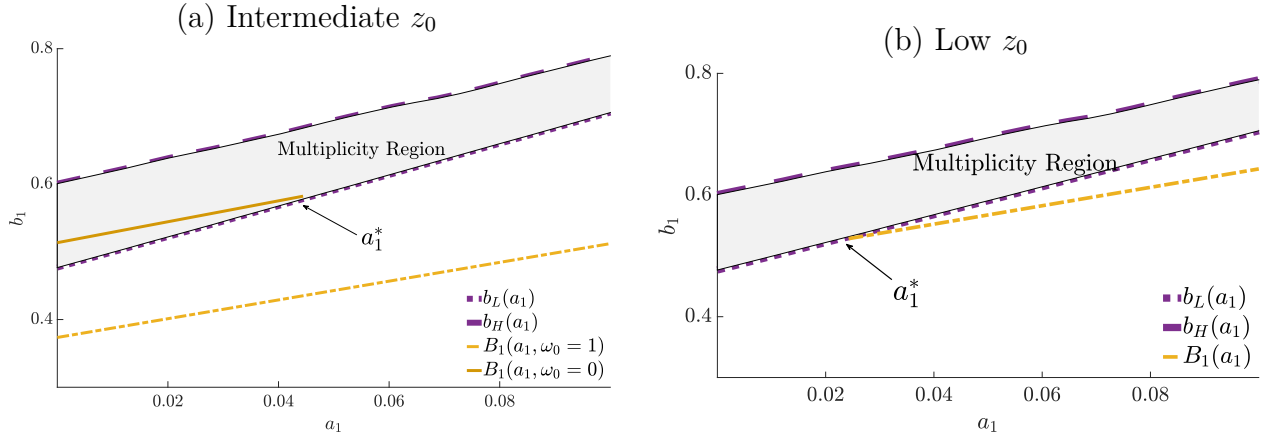 (a) Intermediate z₀
0.8
0.6
0.4
b₁
Multiplicity Region
a₁*
b_L(a₁)
b_H(a₁)
B₁(a₁, ω₀ = 1)
B₁(a₁, ω₀ = 0)
0.02
0.04
0.06
0.08
a₁
(b) Low z₀
0.8
0.6
0.4
b₁
Multiplicity Region
a₁*
b_L(a₁)
b_H(a₁)
B₁(a₁)
0.02
0.04
0.06
0.08
a₁